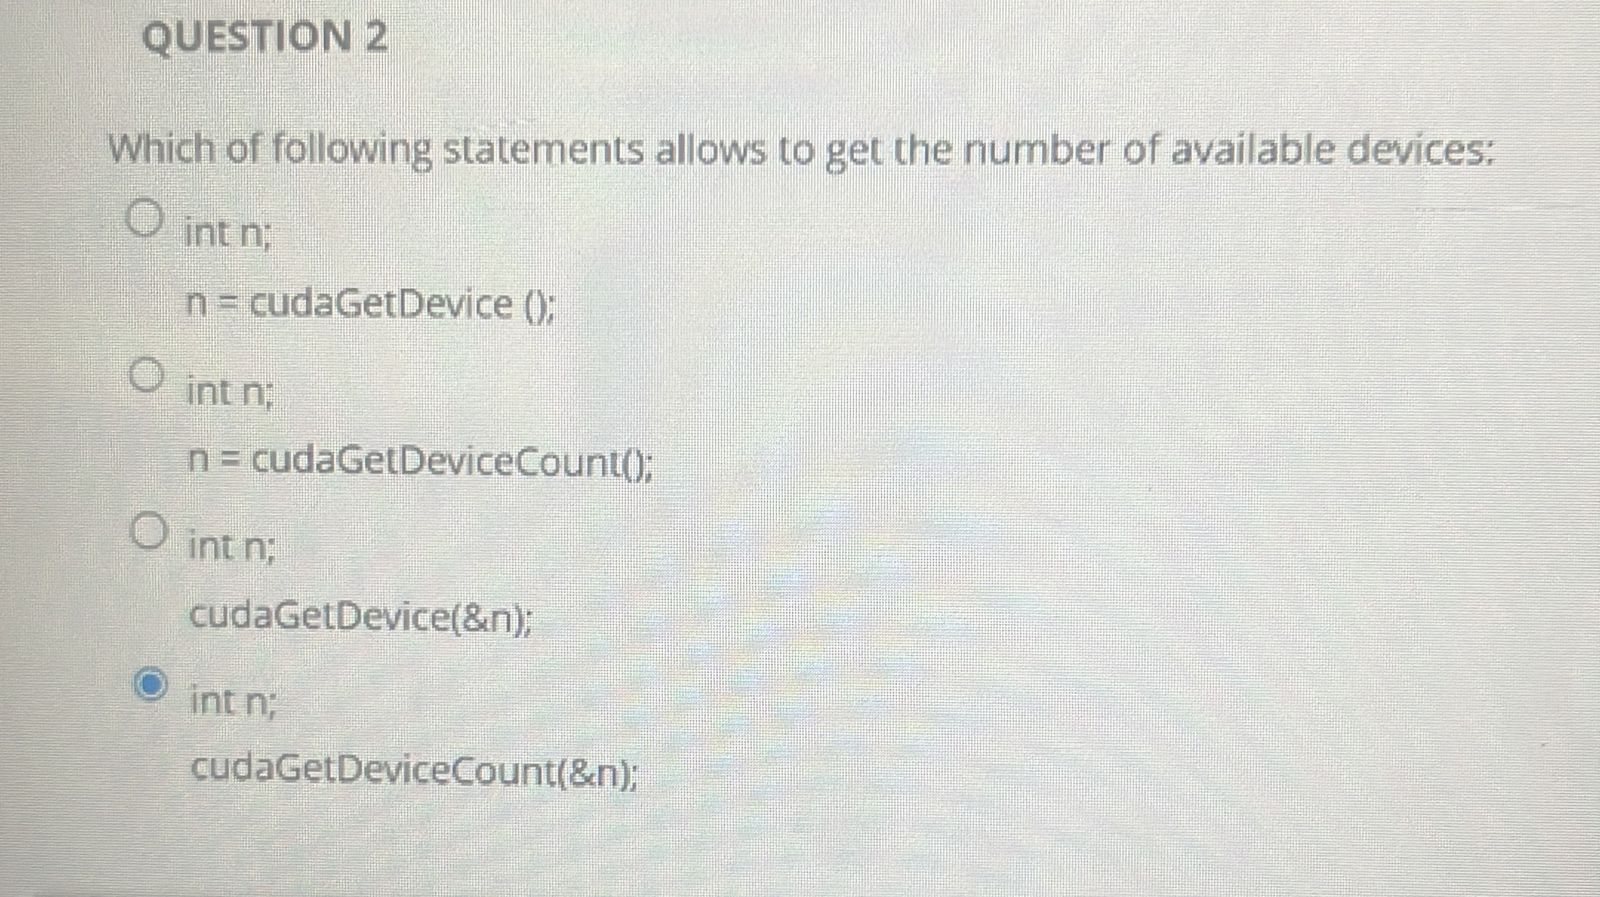 QUESTION 2
Which of following statements allows to get the number of available devices:
int n;
n = cudaGetDevice ();
int n;
n = cudaGetDeviceCount();
int n;
cudaGetDevice(&n);
int n;
cudaGetDeviceCount(&n);